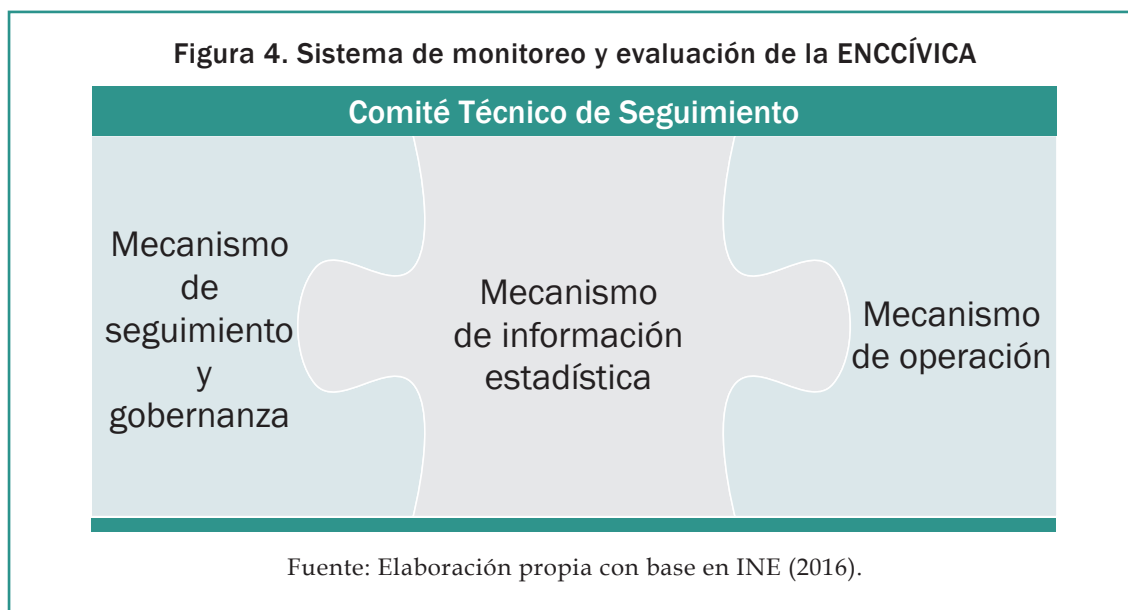 Figura 4. Sistema de monitoreo y evaluación de la ENCCÍVICA
Comité Técnico de Seguimiento
Mecanismo
de
seguimiento
y
gobernanza
Mecanismo
de información
estadística
Mecanismo
de operación
Fuente: Elaboración propia con base en INE (2016).